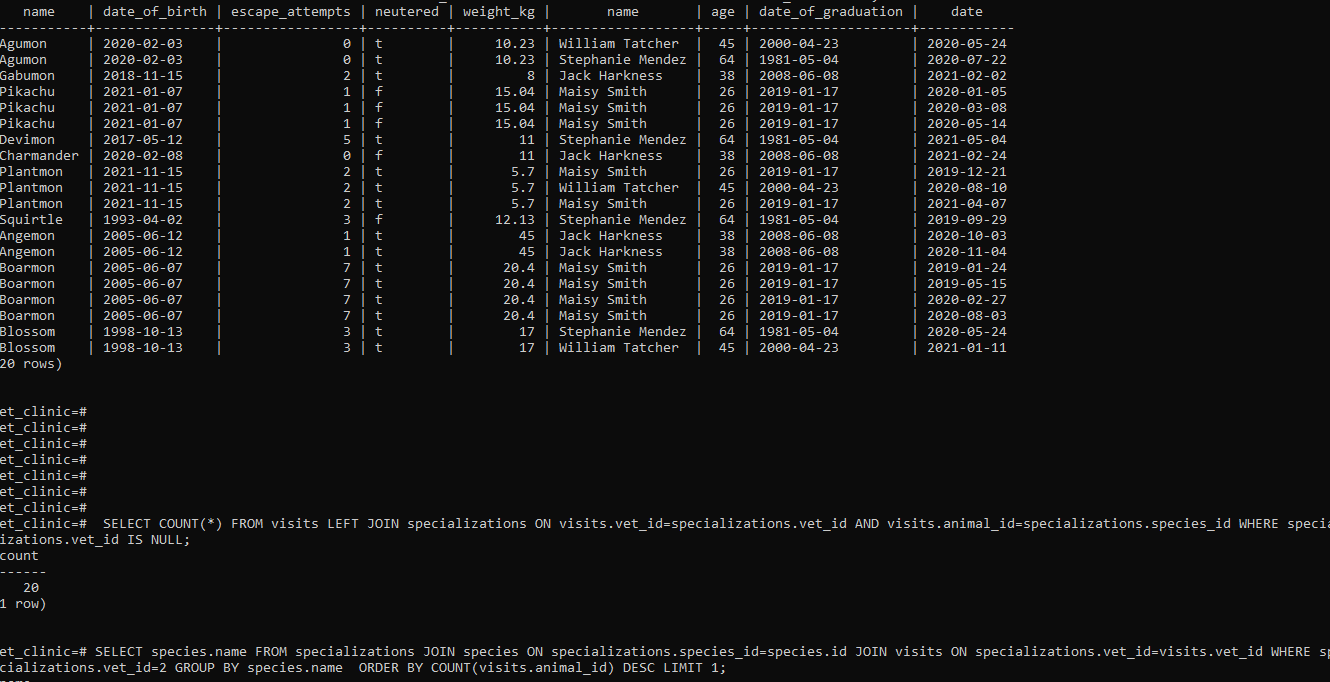 name | date_of_birth | escape_attempts | neutered | weight_kg | name | age | date_of_graduation | date
Agumon | 2020-02-03 | 0 | t | 10.23 | William Tatcher | 45 | 2000-04-23 | 2020-05-24
Agumon | 2020-02-03 | 0 | t | 10.23 | Stephanie Mendez | 64 | 1981-05-04 | 2020-07-22
Gabumon | 2018-11-15 | 2 | t | 8 | Jack Harkness | 38 | 2008-06-08 | 2021-02-02
Pikachu | 2021-01-07 | 1 | f | 15.04 | Maisy Smith | 26 | 2019-01-17 | 2020-01-05
Pikachu | 2021-01-07 | 1 | f | 15.04 | Maisy Smith | 26 | 2019-01-17 | 2020-03-08
Pikachu | 2021-01-07 | 1 | f | 15.04 | Maisy Smith | 26 | 2019-01-17 | 2020-05-14
Devimon | 2017-05-12 | 5 | t | 11 | Stephanie Mendez | 64 | 1981-05-04 | 2021-05-04
Charmander | 2020-02-08 | 0 | f | 11 | Jack Harkness | 38 | 2008-06-08 | 2021-02-24
Plantmon | 2021-11-15 | 2 | t | 5.7 | Maisy Smith | 26 | 2019-01-17 | 2019-12-21
Plantmon | 2021-11-15 | 2 | t | 5.7 | William Tatcher | 45 | 2000-04-23 | 2020-08-10
Plantmon | 2021-11-15 | 2 | t | 5.7 | Maisy Smith | 26 | 2019-01-17 | 2021-04-07
Squirtle | 1993-04-02 | 3 | f | 12.13 | Stephanie Mendez | 64 | 1981-05-04 | 2019-09-29
Angemon | 2005-06-12 | 1 | t | 45 | Jack Harkness | 38 | 2008-06-08 | 2020-10-03
Angemon | 2005-06-12 | 1 | t | 45 | Jack Harkness | 38 | 2008-06-08 | 2020-11-04
Boarmon | 2005-06-07 | 7 | t | 20.4 | Maisy Smith | 26 | 2019-01-17 | 2019-01-24
Boarmon | 2005-06-07 | 7 | t | 20.4 | Maisy Smith | 26 | 2019-01-17 | 2019-05-15
Boarmon | 2005-06-07 | 7 | t | 20.4 | Maisy Smith | 26 | 2019-01-17 | 2020-02-27
Boarmon | 2005-06-07 | 7 | t | 20.4 | Maisy Smith | 26 | 2019-01-17 | 2020-08-03
Blossom | 1998-10-13 | 3 | t | 17 | Stephanie Mendez | 64 | 1981-05-04 | 2020-05-24
Blossom | 1998-10-13 | 3 | t | 17 | William Tatcher | 45 | 2000-04-23 | 2021-01-11
20 rows)
et_clinic=#
et_clinic=#
et_clinic=#
et_clinic=#
et_clinic=#
et_clinic=#
et_clinic=#
et_clinic=# SELECT COUNT(*) FROM visits LEFT JOIN specializations ON visits.vet_id=specializations.vet_id AND visits.animal_id=specializations.species_id WHERE specia
izations.vet_id IS NULL;
count
------
20
1 row)
et_clinic=# SELECT species.name FROM specializations JOIN species ON specializations.species_id=species.id JOIN visits ON specializations.vet_id=visits.vet_id WHERE sp
cializations.vet_id=2 GROUP BY species.name ORDER BY COUNT(visits.animal_id) DESC LIMIT 1;